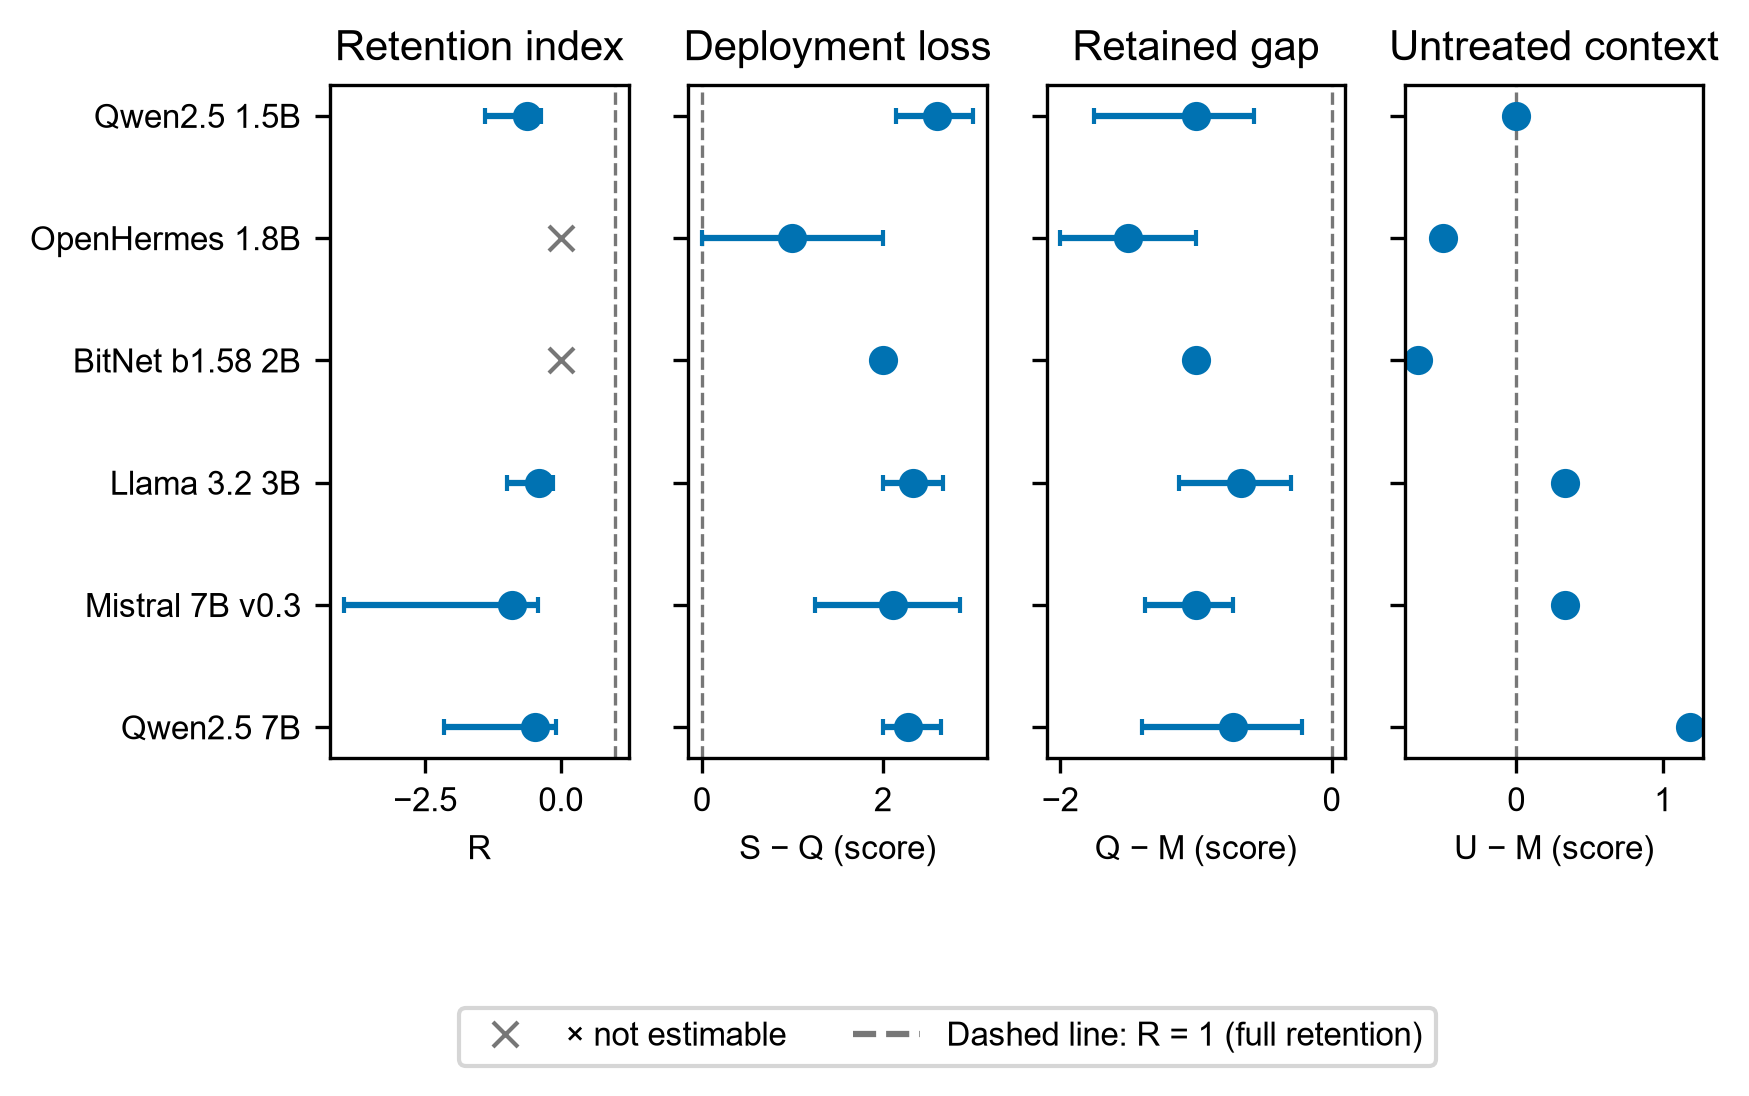 Retention index
Deployment loss
Retained gap
Untreated context
Qwen2.5 1.5B
OpenHermes 1.8B
BitNet b1.58 2B
Llama 3.2 3B
Mistral 7B v0.3
Qwen2.5 7B
−2.5 0.0
0 2
−2 0
0 1
R
S − Q (score)
Q − M (score)
U − M (score)
× not estimable
Dashed line: R = 1 (full retention)